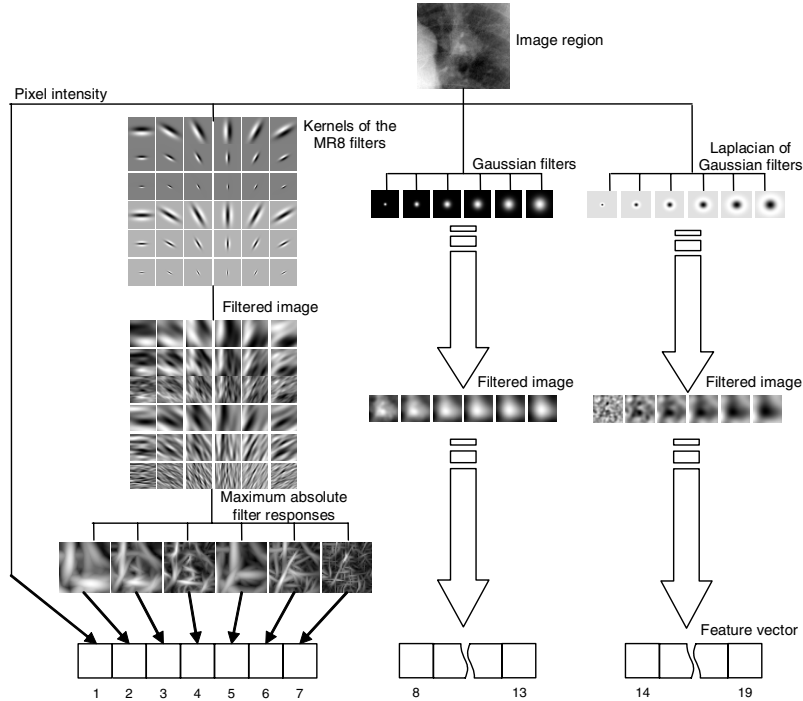 Image region
Pixel intensity
Kernels of the
MR8 filters
Gaussian filters
Laplacian of
Gaussian filters
Filtered image
Filtered image
Filtered image
Maximum absolute
filter responses
Feature vector
1 2 3 4 5 6 7 8 13 14 19